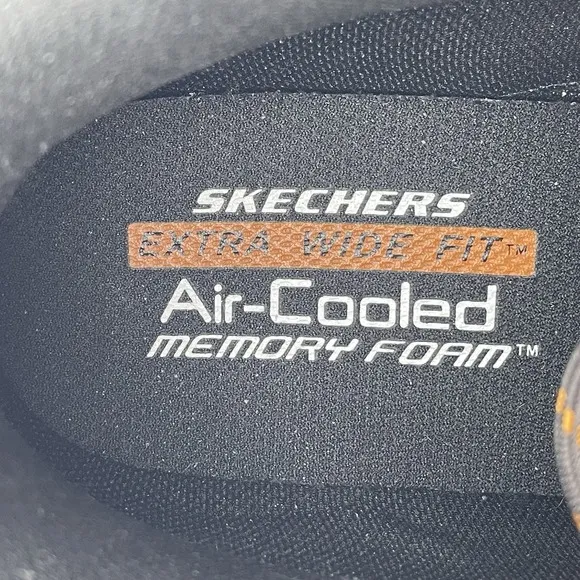 SKECHERS
EXTRA WIDE FIT™
Air-Cooled
MEMORY FOAM™